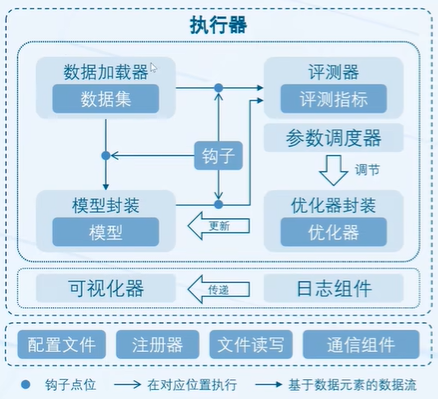 执行器
数据加载器
数据集
评测器
评测指标
参数调度器
钩子
调节
模型封装
模型
更新
优化器封装
优化器
可视化器
传递
日志组件
配置文件
注册器
文件读写
通信组件
钩子点位
在对应位置执行
基于数据元素的数据流